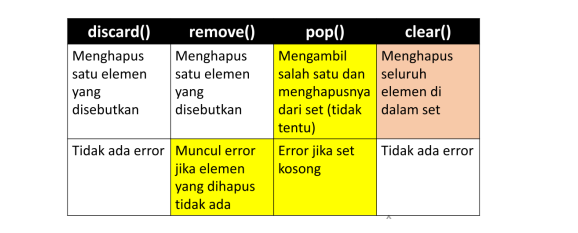 discard() remove() pop() clear()
Menghapus Menghapus Mengambil Menghapus
satu elemen satu elemen salah satu dan seluruh
yang yang menghapusnya elemen di
disebutkan disebutkan dari set (tidak dalam set
tentu)
Tidak ada error Muncul error Error jika set Tidak ada error
jika elemen kosong
yang dihapus
tidak ada